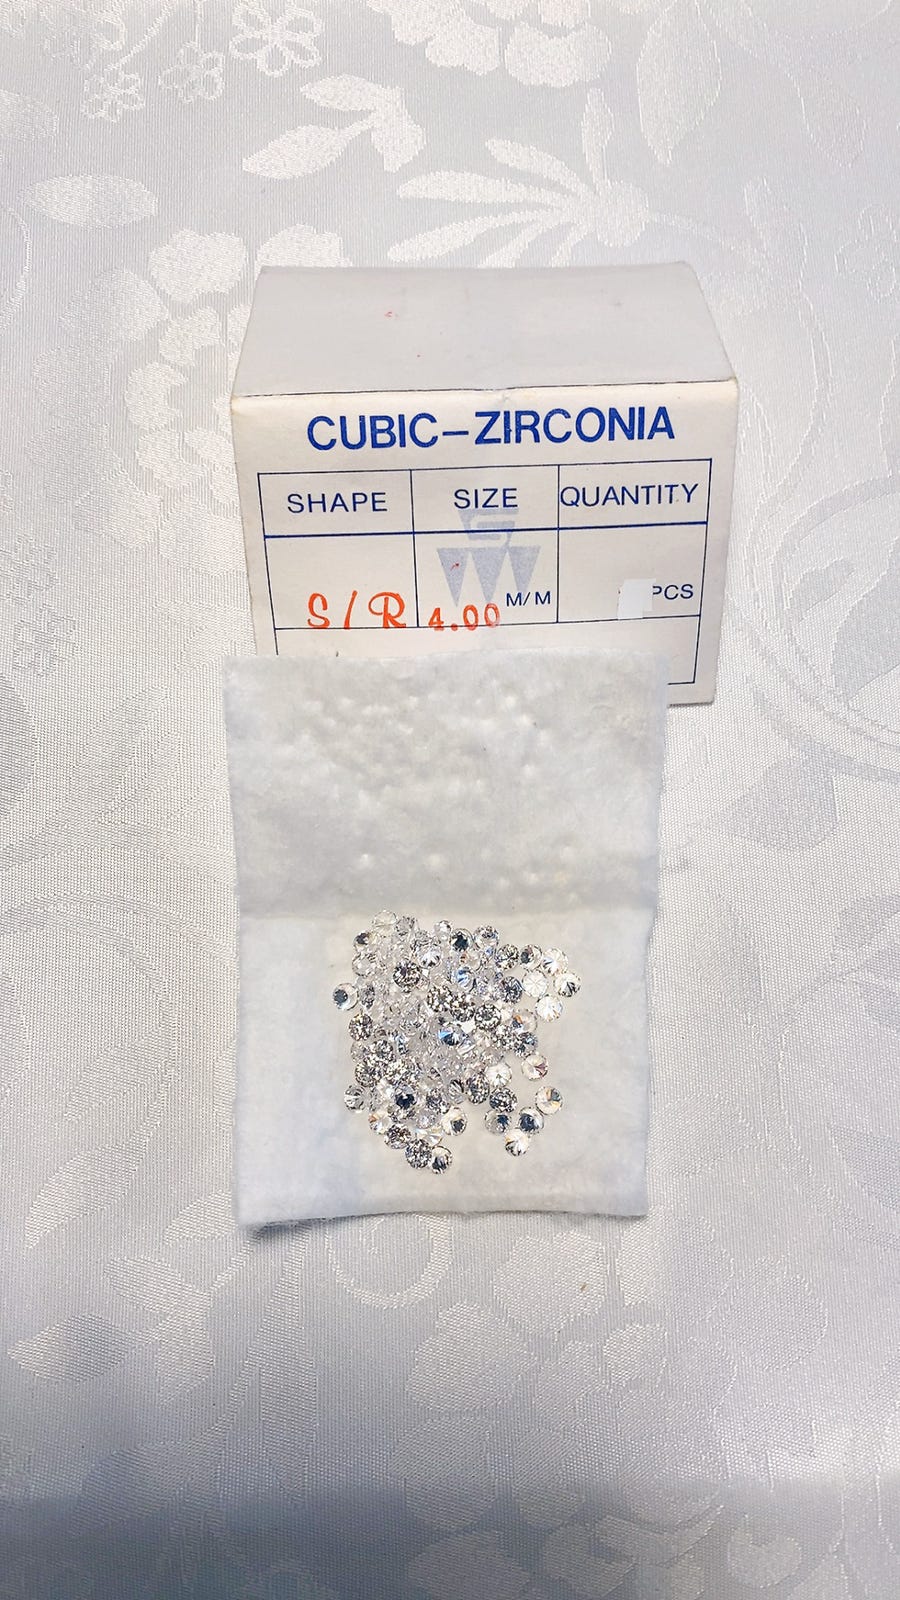 CUBIC-ZIRCONIA
SHAPE SIZE QUANTITY
S/R 4.00 M/M PCS